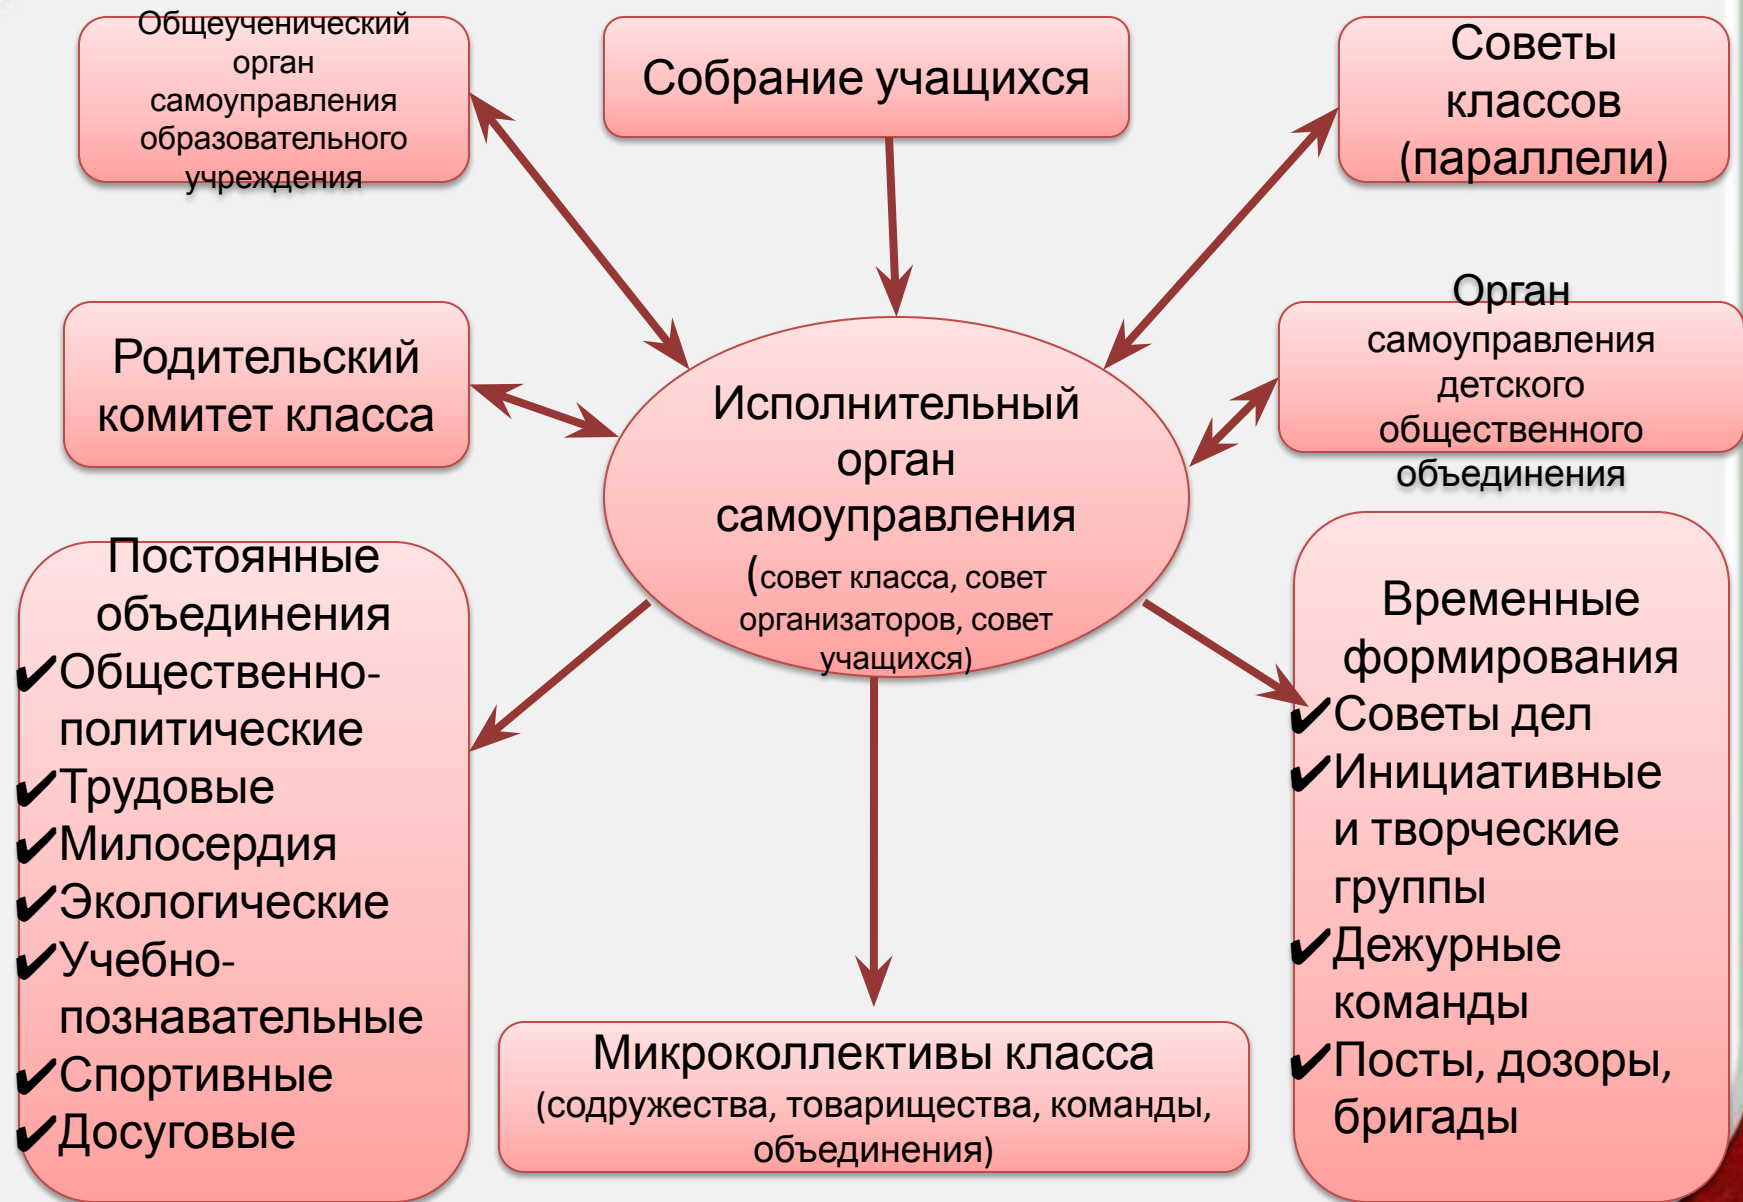 Общеученический
орган
самоуправления
образовательного
учреждения
Собрание учащихся
Советы
классов
(параллели)
Родительский
комитет класса
Исполнительный
орган
самоуправления
(совет класса, совет
организаторов, совет
учащихся)
Орган
самоуправления
детского
общественного
объединения
Постоянные
объединения
✔Общественно-
политические
✔Трудовые
✔Милосердия
✔Экологические
✔Учебно-
познавательные
✔Спортивные
✔Досуговые
Микроколлективы класса
(содружества, товарищества, команды,
объединения)
Временные
формирования
✔Советы дел
✔Инициативные
и творческие
группы
✔Дежурные
команды
✔Посты, дозоры,
бригады